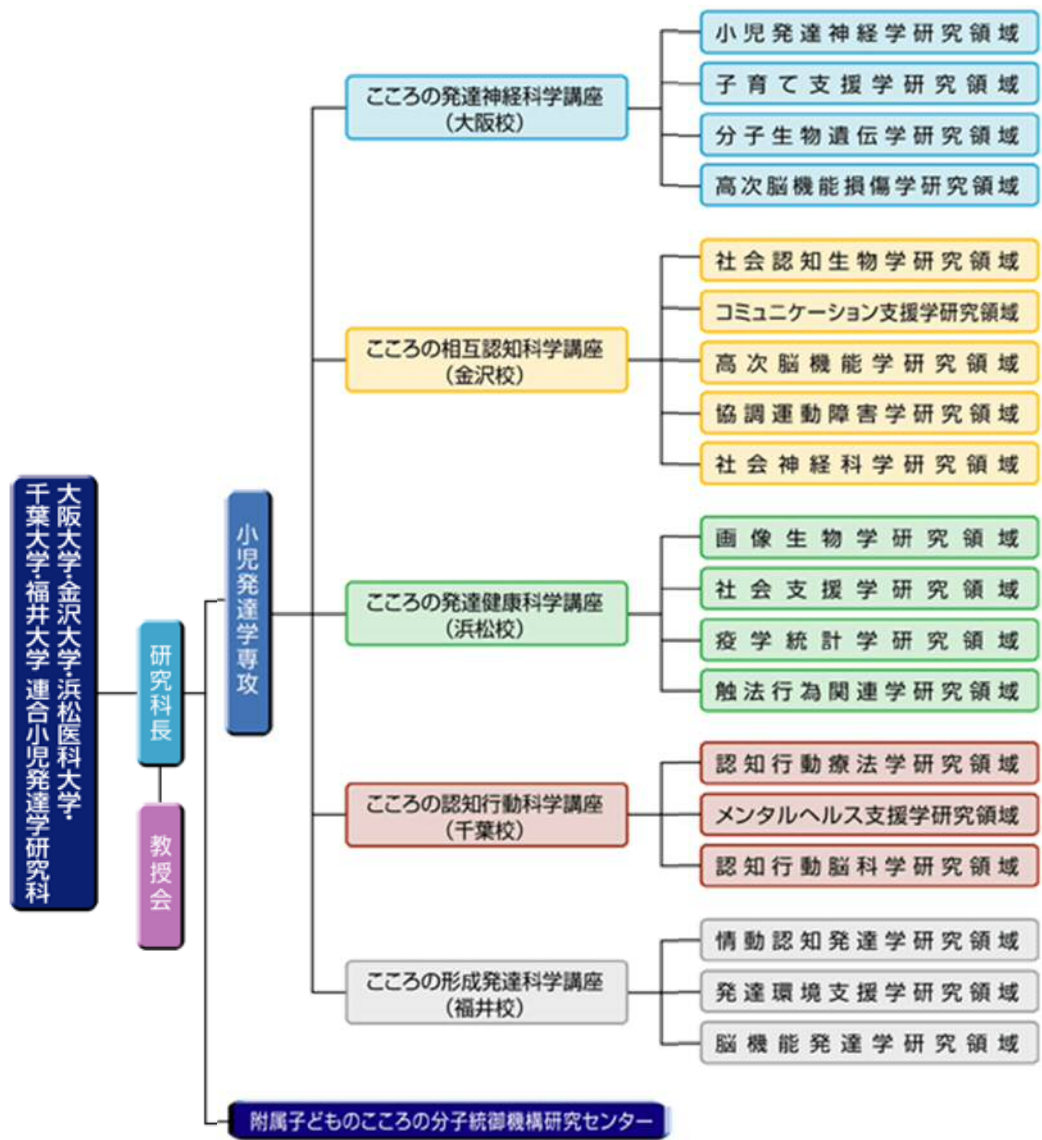 大阪大学・金沢大学・浜松医科大学・
千葉大学・福井大学 連合小児発達学研究科
研究科長
教授会
小児発達学専攻
こころの発達神経科学講座
(大阪校)
小児発達神経学研究領域
子育て支援学研究領域
分子生物遺伝学研究領域
高次脳機能損傷学研究領域
こころの相互認知科学講座
(金沢校)
社会認知生物学研究領域
コミュニケーション支援学研究領域
高次脳機能学研究領域
協調運動障害学研究領域
社会神経科学研究領域
こころの発達健康科学講座
(浜松校)
画像生物学研究領域
社会支援学研究領域
疫学統計学研究領域
触法行為関連学研究領域
こころの認知行動科学講座
(千葉校)
認知行動療法学研究領域
メンタルヘルス支援学研究領域
認知行動脳科学研究領域
こころの形成発達科学講座
(福井校)
情動認知発達学研究領域
発達環境支援学研究領域
脳機能発達学研究領域
附属子どものこころの分子統御機構研究センター